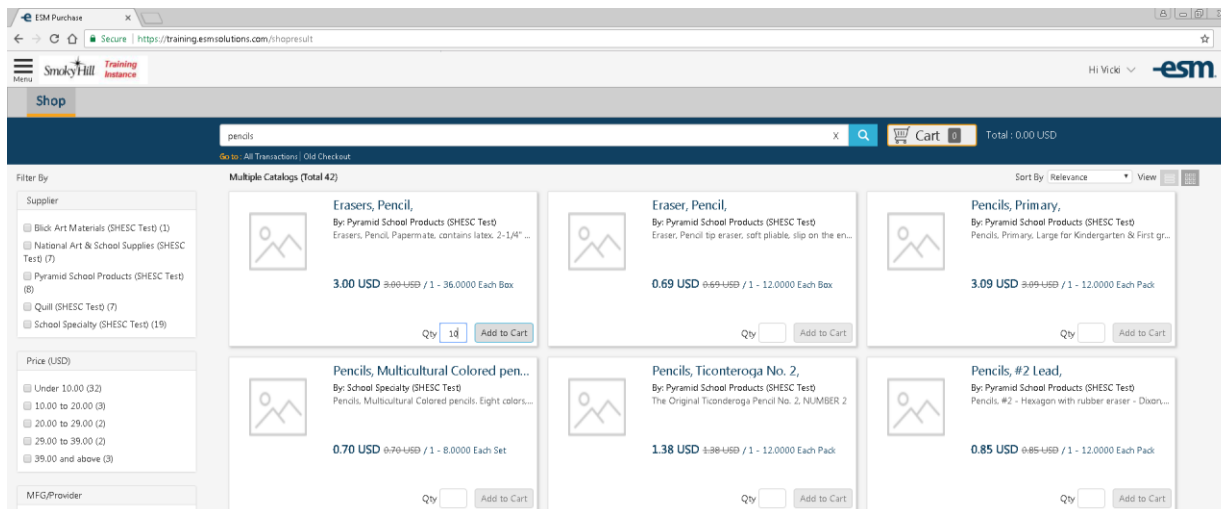 ESM Purchase
Secure | https://training.esmsolutions.com/shopresult
Menu
SmokyHill
Training
Instance
Hi Vicki
esm
Shop
pencils X
Cart 0
Total : 0.00 USD
Go to : All Transactions | Old Checkout
Filter By
Multiple Catalogs (Total 42)
Sort By Relevance
View
Supplier
Blick Art Materials (SHESC Test) (1)
National Art & School Supplies (SHESC
Test) (7)
Pyramid School Products (SHESC Test)
(8)
Quill (SHESC Test) (7)
School Specialty (SHESC Test) (19)
Price (USD)
Under 10.00 (32)
10.00 to 20.00 (3)
20.00 to 29.00 (2)
29.00 to 39.00 (2)
39.00 and above (3)
MFG/Provider
Erasers, Pencil,
By: Pyramid School Products (SHESC Test)
Erasers, Pencil, Papermate, contains latex. 2-1/4" ...
3.00 USD 3.00 USD / 1 - 36.0000 Each Box
Qty 10 Add to Cart
Eraser, Pencil,
By: Pyramid School Products (SHESC Test)
Eraser, Pencil tip eraser, soft pliable, slip on the en...
0.69 USD 0.69 USD / 1 - 12.0000 Each Box
Qty Add to Cart
Pencils, Primary,
By: Pyramid School Products (SHESC Test)
Pencils, Primary, Large for Kindergarten & First gr...
3.09 USD 3.09 USD / 1 - 12.0000 Each Pack
Qty Add to Cart
Pencils, Multicultural Colored pen...
By: School Specialty (SHESC Test)
Pencils, Multicultural Colored pencils. Eight colors,...
0.70 USD 0.70 USD / 1 - 8.0000 Each Set
Qty Add to Cart
Pencils, Ticonteroga No. 2,
By: Pyramid School Products (SHESC Test)
The Original Ticonderoga Pencil No. 2, NUMBER 2
1.38 USD 1.38 USD / 1 - 12.0000 Each Pack
Qty Add to Cart
Pencils, #2 Lead,
By: Pyramid School Products (SHESC Test)
Pencils, #2 - Hexagon with rubber eraser - Dixon,...
0.85 USD 0.85 USD / 1 - 12.0000 Each Pack
Qty Add to Cart